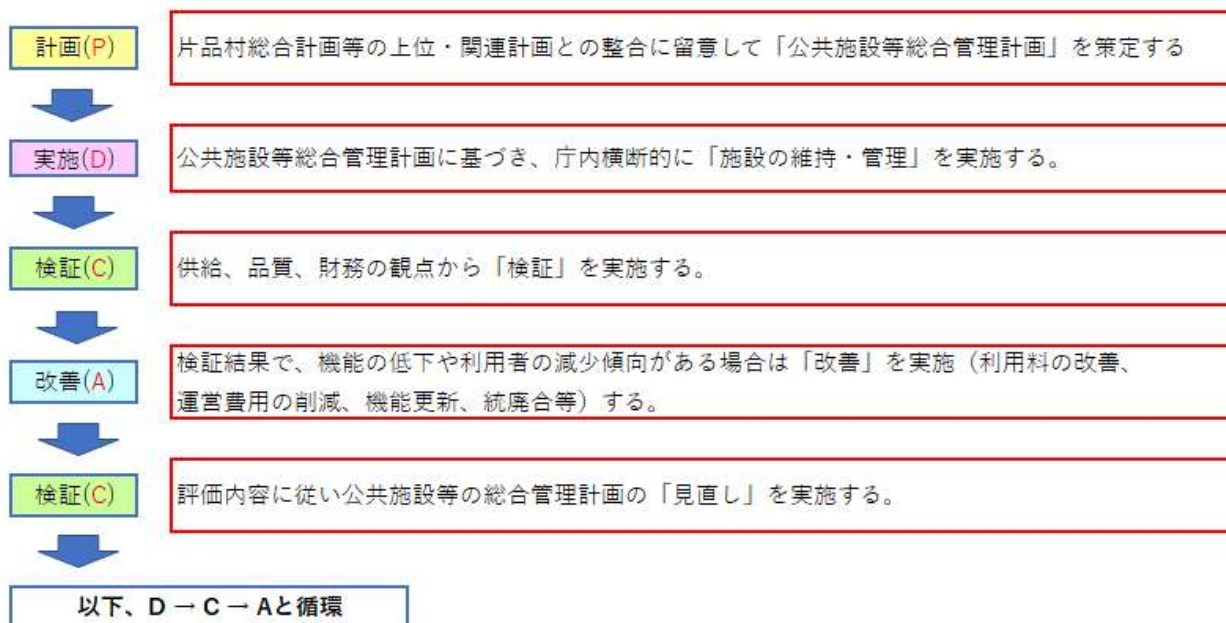 計画(P)
片品村総合計画等の上位・関連計画との整合に留意して「公共施設等総合管理計画」を策定する
実施(D)
公共施設等総合管理計画に基づき、庁内横断的に「施設の維持・管理」を実施する。
検証(C)
供給、品質、財務の観点から「検証」を実施する。
改善(A)
検証結果で、機能の低下や利用者の減少傾向がある場合は「改善」を実施（利用料の改善、
運営費用の削減、機能更新、統廃合等）する。
検証(C)
評価内容に従い公共施設等の総合管理計画の「見直し」を実施する。
以下、D → C → Aと循環